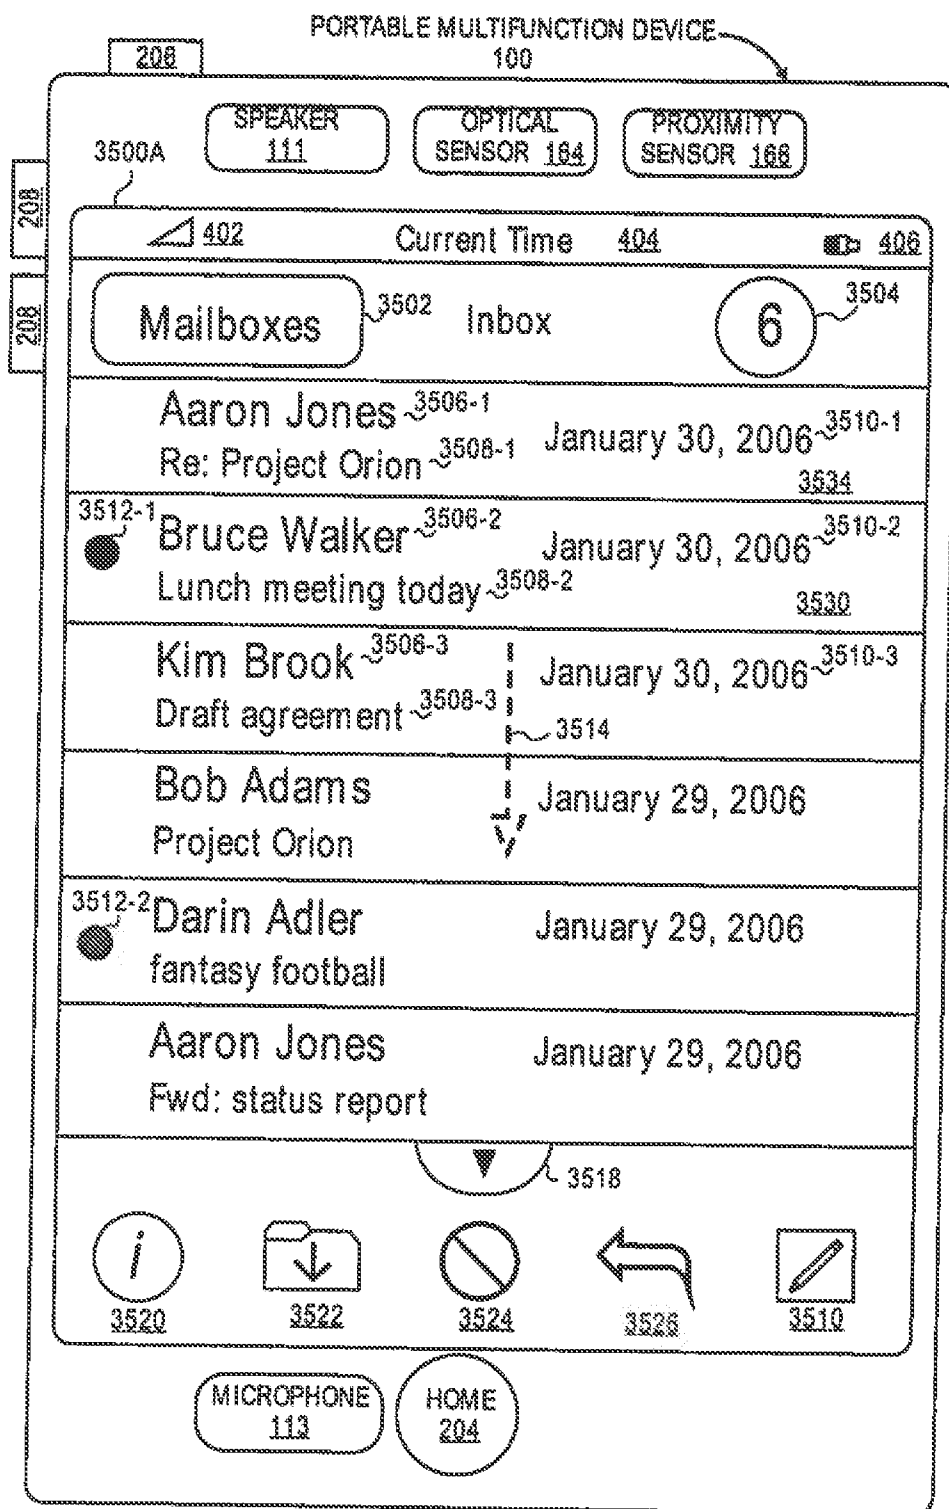 PORTABLE MULTIFUNCTION DEVICE
100
208
SPEAKER
111
OPTICAL
SENSOR 164
PROXIMITY
SENSOR 166
3500A
208
208
402
Current Time
404
406
Mailboxes
3502
Inbox
6
3504
Aaron Jones 3506-1
January 30, 2006 3510-1
Re: Project Orion 3508-1
3534
3512-1
Bruce Walker 3506-2
January 30, 2006 3510-2
Lunch meeting today 3508-2
3530
Kim Brook 3506-3
January 30, 2006 3510-3
Draft agreement 3508-3
3514
Bob Adams
January 29, 2006
Project Orion
3512-2
Darin Adler
January 29, 2006
fantasy football
Aaron Jones
January 29, 2006
Fwd: status report
3518
i
3520
3522
3524
3526
3510
MICROPHONE
113
HOME
204